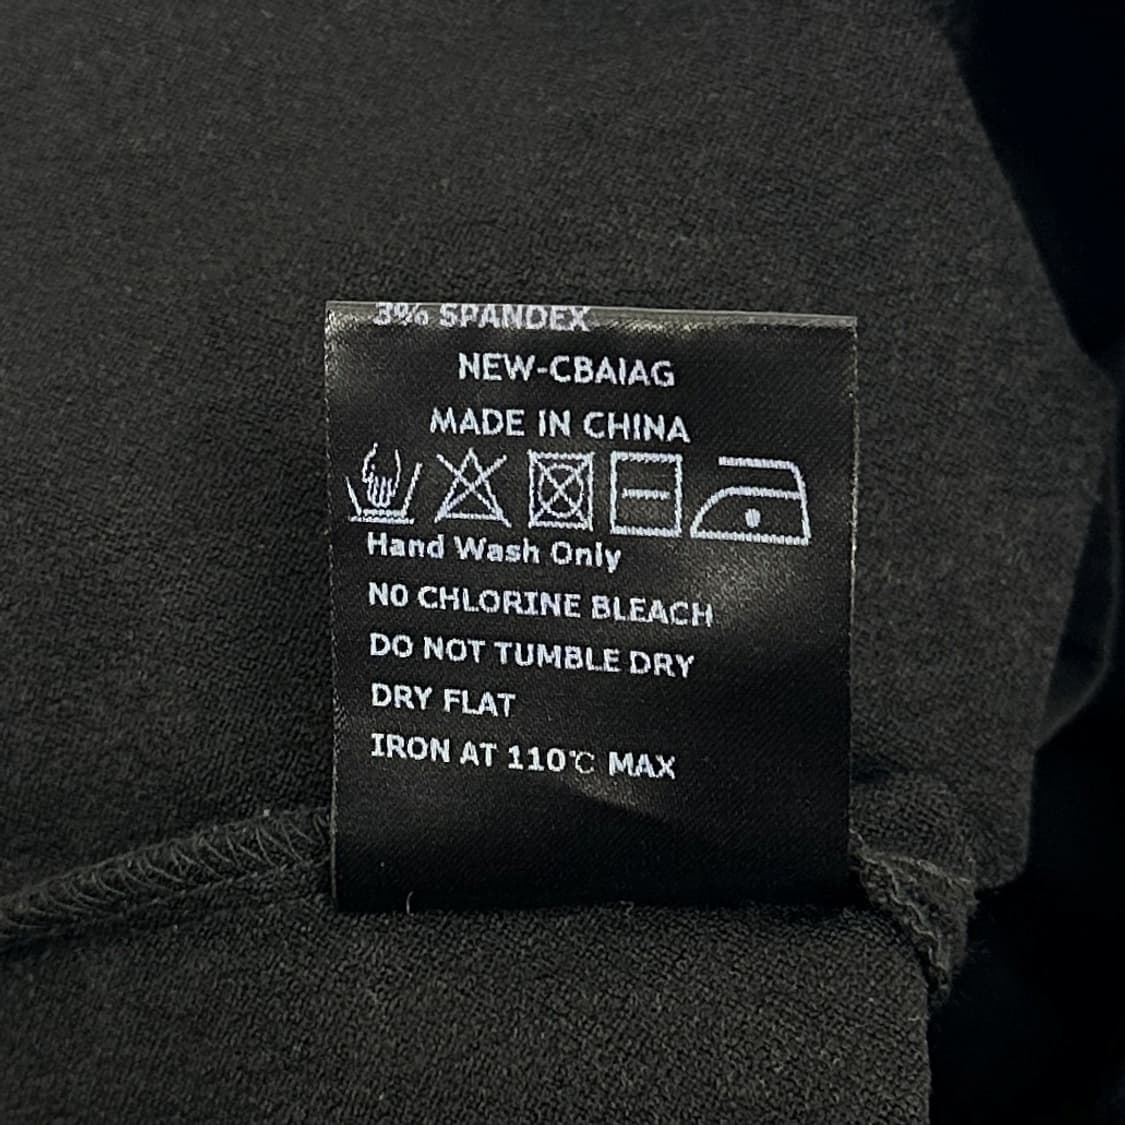 3% SPANDEX
NEW-CBAIAG
MADE IN CHINA
Hand Wash Only
NO CHLORINE BLEACH
DO NOT TUMBLE DRY
DRY FLAT
IRON AT 110℃ MAX